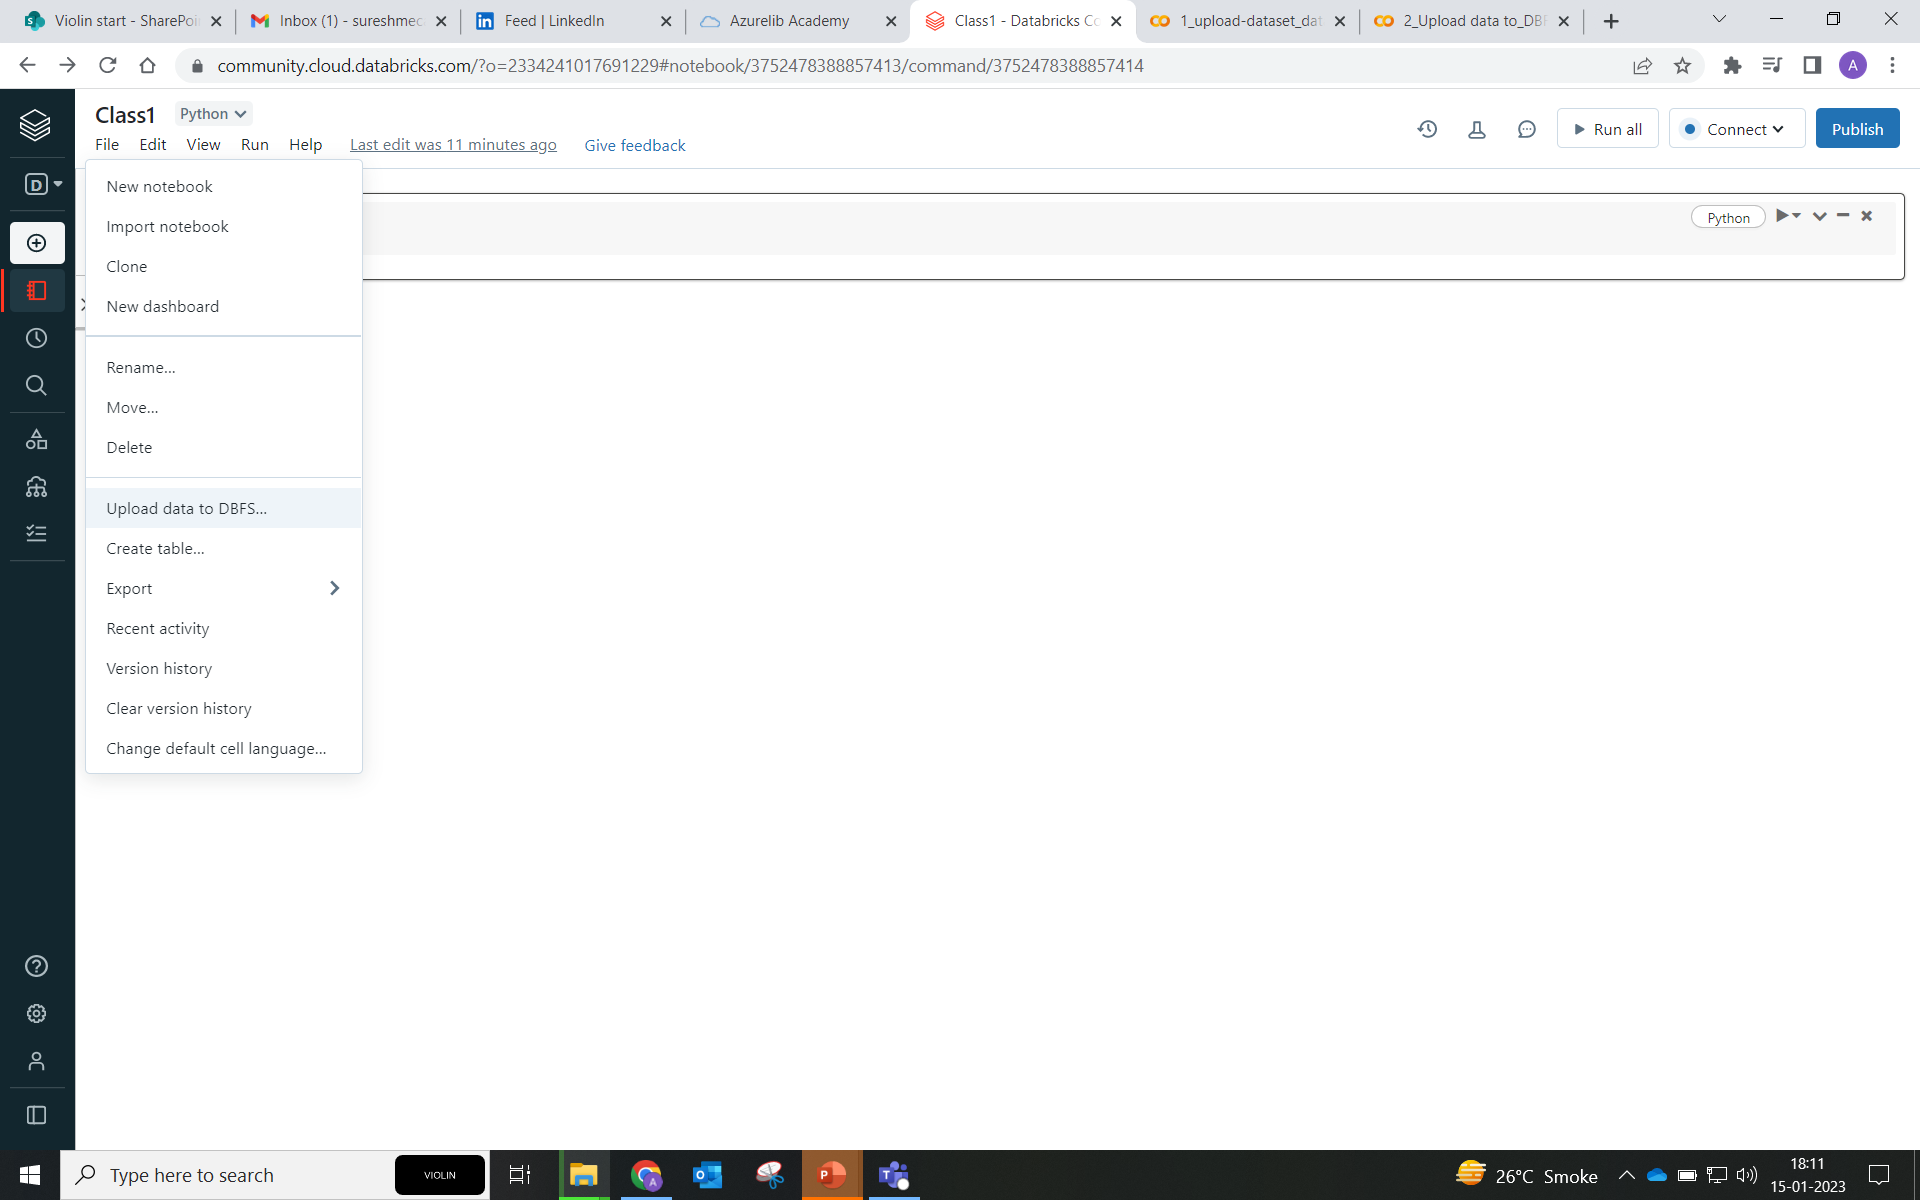 Violin start - SharePoi
Inbox (1) - sureshmec
Feed | LinkedIn
Azurelib Academy
Class1 - Databricks Co
1_upload-dataset_dat
2_Upload data to_DBF
community.cloud.databricks.com/?o=2334241017691229#notebook/3752478388857413/command/3752478388857414
A
Class1
Python
File Edit View Run Help Last edit was 11 minutes ago Give feedback
Run all
Connect
Publish
D
New notebook
Import notebook
Clone
New dashboard
Rename...
Move...
Delete
Upload data to DBFS...
Create table...
Export
Recent activity
Version history
Clear version history
Change default cell language...
Python
Type here to search
VIOLIN
26°C Smoke
18:11
15-01-2023